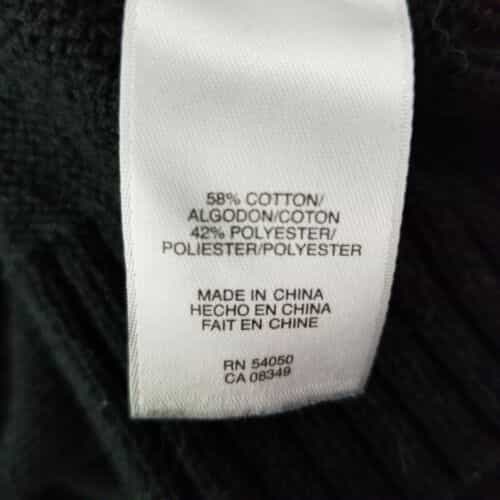 58% COTTON/
ALGODON/COTON
42% POLYESTER/
POLIESTER/POLYESTER
MADE IN CHINA
HECHO EN CHINA
FAIT EN CHINE
RN 54050
CA 08349